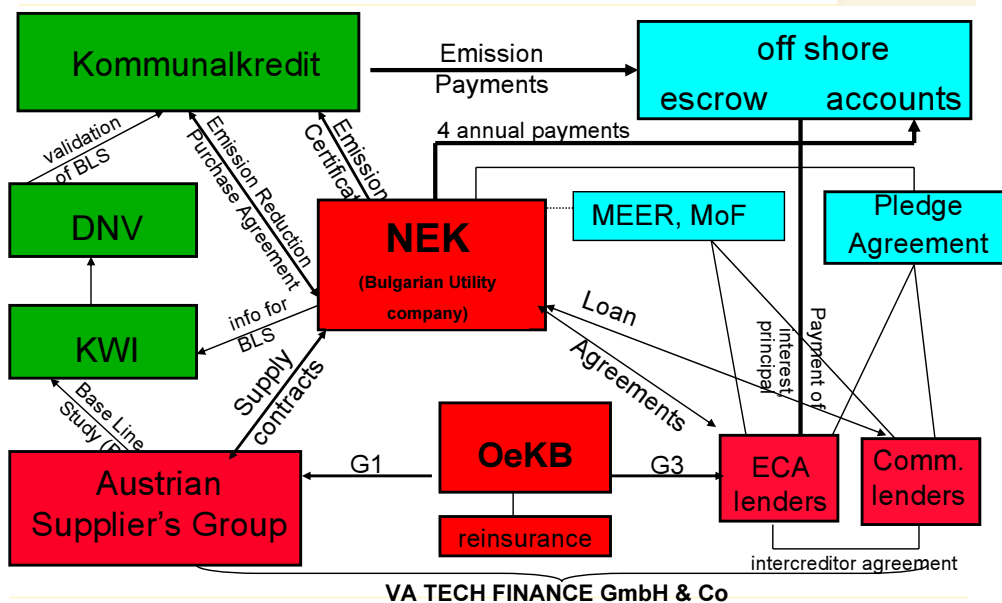 Kommunalkredit
Emission
Payments
off shore
escrow accounts
4 annual payments
validation
of BLS
Emission Reduction
Purchase Agreement
Emission
DNV
NEK
(Bulgarian Utility
company)
MEER, MoF
Pledge
Agreement
info for
BLS
KWI
Supply
contracts
Loan
Agreements
Payment of
interest,
principal
Base Line
Study
Austrian
Supplier's Group
G1
OeKB
G3
ECA
lenders
Comm.
lenders
reinsurance
intercreditor agreement
VA TECH FINANCE GmbH & Co